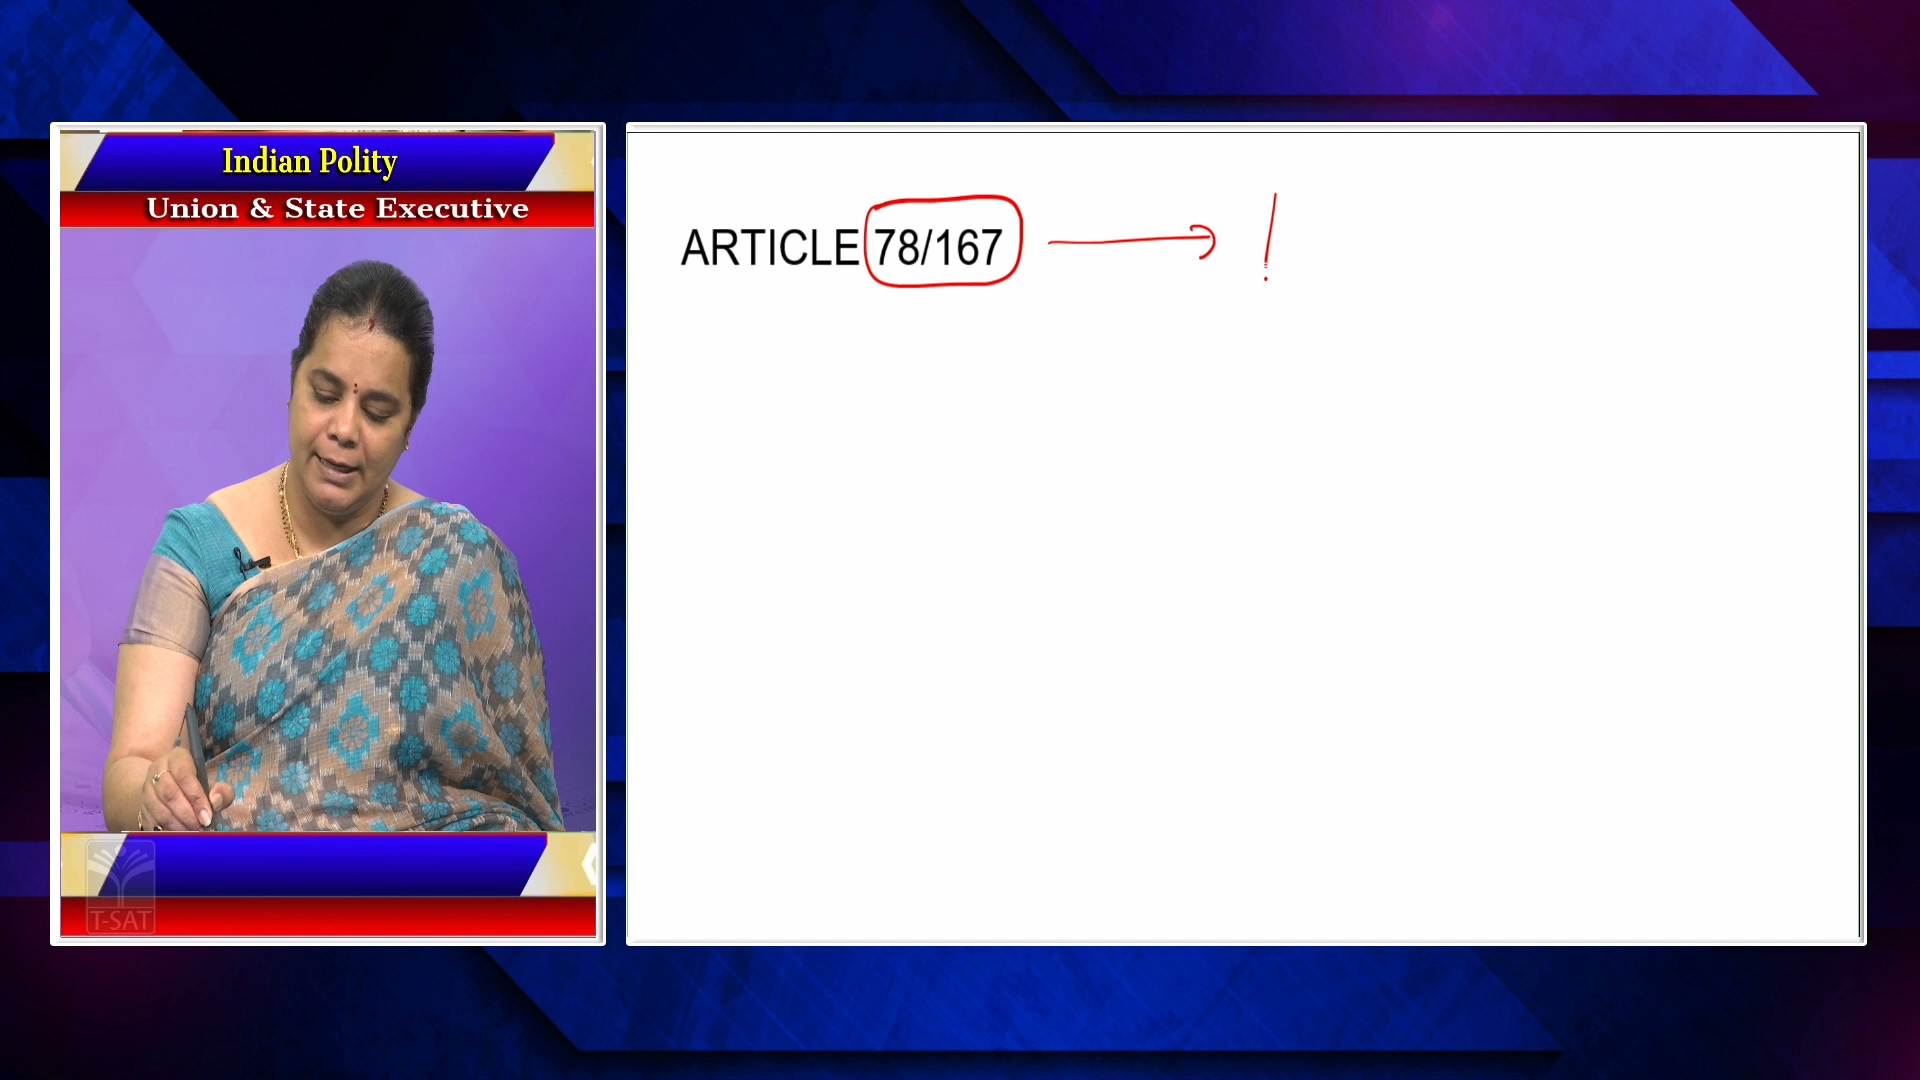 Indian Polity
Union & State Executive
ARTICLE 78/167
T-SAT